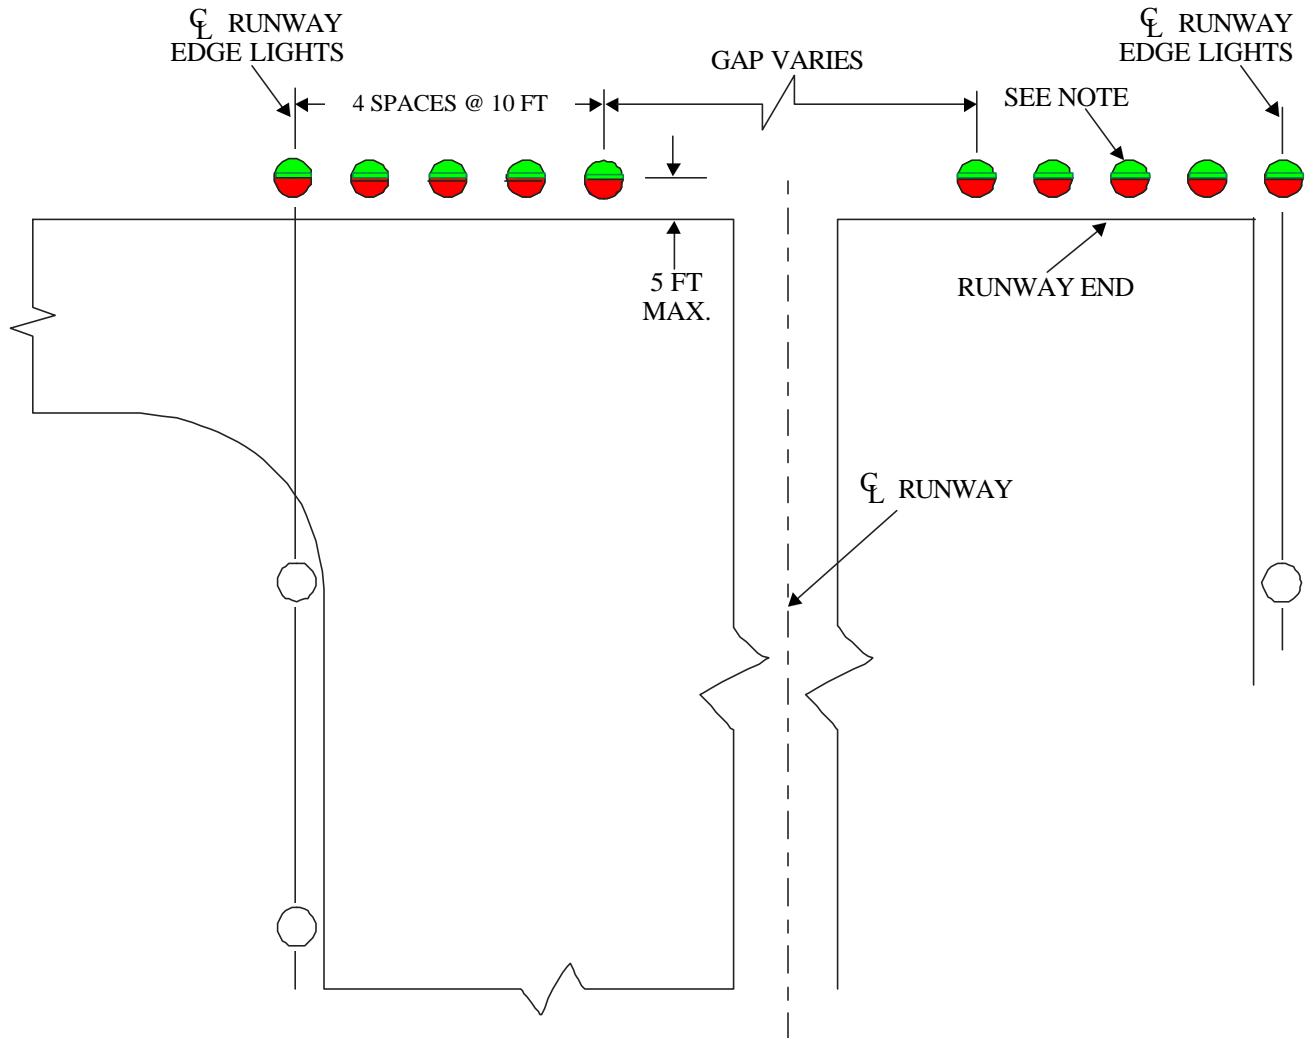 ℄ RUNWAY
EDGE LIGHTS
4 SPACES @ 10 FT
GAP VARIES
SEE NOTE
℄ RUNWAY
EDGE LIGHTS
5 FT
MAX.
RUNWAY END
℄ RUNWAY